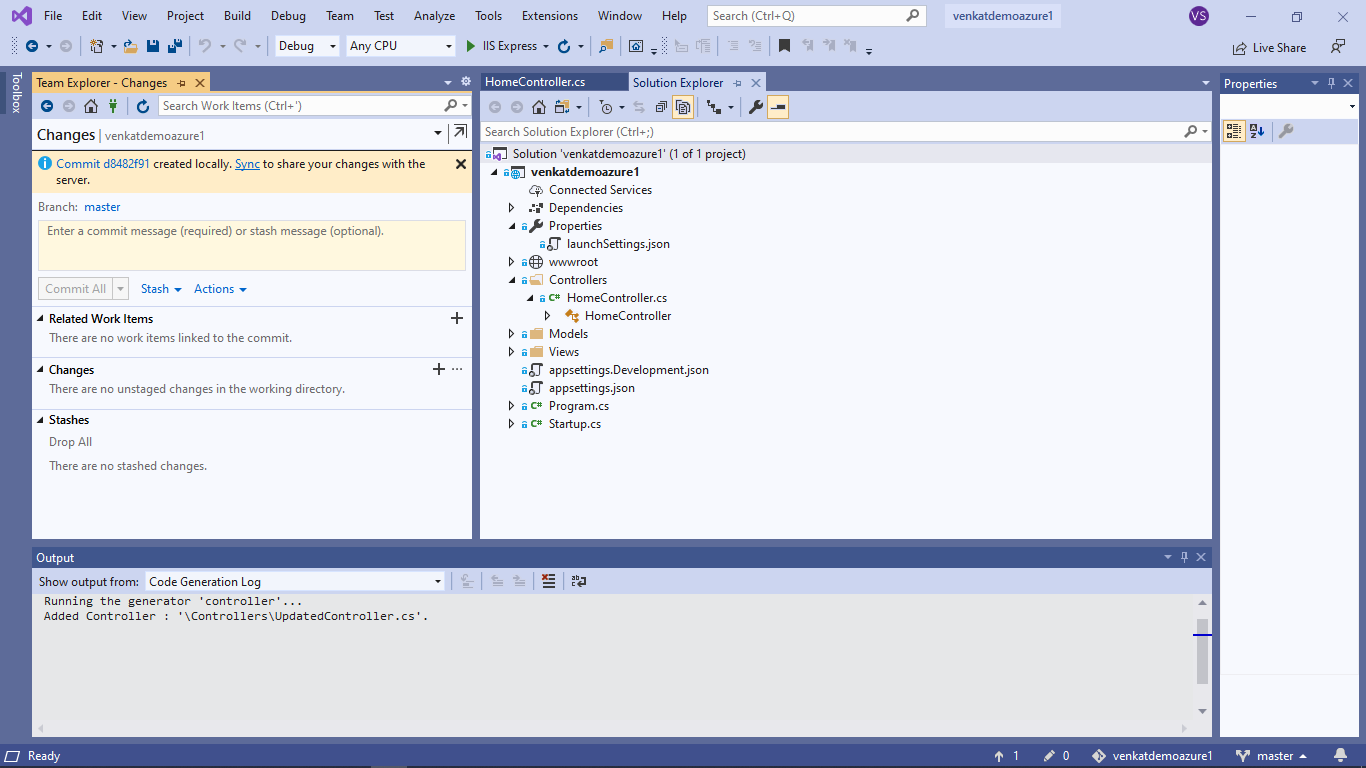 File Edit View Project Build Debug Team Test Analyze Tools Extensions Window Help Search (Ctrl+Q) venkatdemoazure1 VS
Debug Any CPU IIS Express Live Share
Toolbox
Team Explorer - Changes
Search Work Items (Ctrl+')
Changes | venkatdemoazure1
Commit d8482f91 created locally. Sync to share your changes with the
server.
Branch: master
Enter a commit message (required) or stash message (optional).
Commit All Stash Actions
Related Work Items
There are no work items linked to the commit.
Changes
There are no unstaged changes in the working directory.
Stashes
Drop All
There are no stashed changes.
HomeController.cs Solution Explorer
Search Solution Explorer (Ctrl+;)
Solution 'venkatdemoazure1' (1 of 1 project)
venkatdemoazure1
Connected Services
Dependencies
Properties
launchSettings.json
wwwroot
Controllers
C# HomeController.cs
HomeController
Models
Views
appsettings.Development.json
appsettings.json
C# Program.cs
C# Startup.cs
Properties
Output
Show output from: Code Generation Log
Running the generator 'controller'...
Added Controller : '\Controllers\UpdatedController.cs'.
Ready 1 0 venkatdemoazure1 master